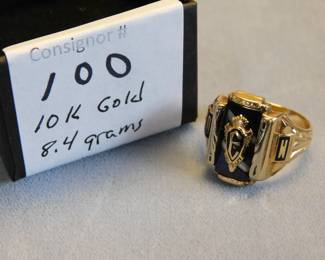 Consignor #
100
10K Gold
8.4 grams
E
H